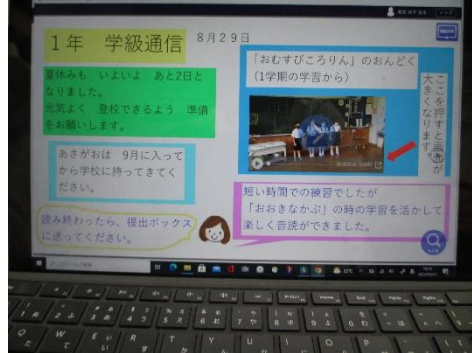 1年 学級通信 8月29日
夏休みも いよいよ あと2日と
なりました。
元気よく 登校できるよう 準備
をお願いします。
あさがおは 9月に入って
から学校に持ってきてく
ださい。
読み終わったら、提出ボックス
に送ってください。
「おむすびころりん」のおんどく
(1学期の学習から)
ここを押すと画面が
大きくなります。
短い時間での練習でしたが
「おおきなかぶ」の時の学習を活かして
楽しく音読ができました。
Q W E R T Y U I O P